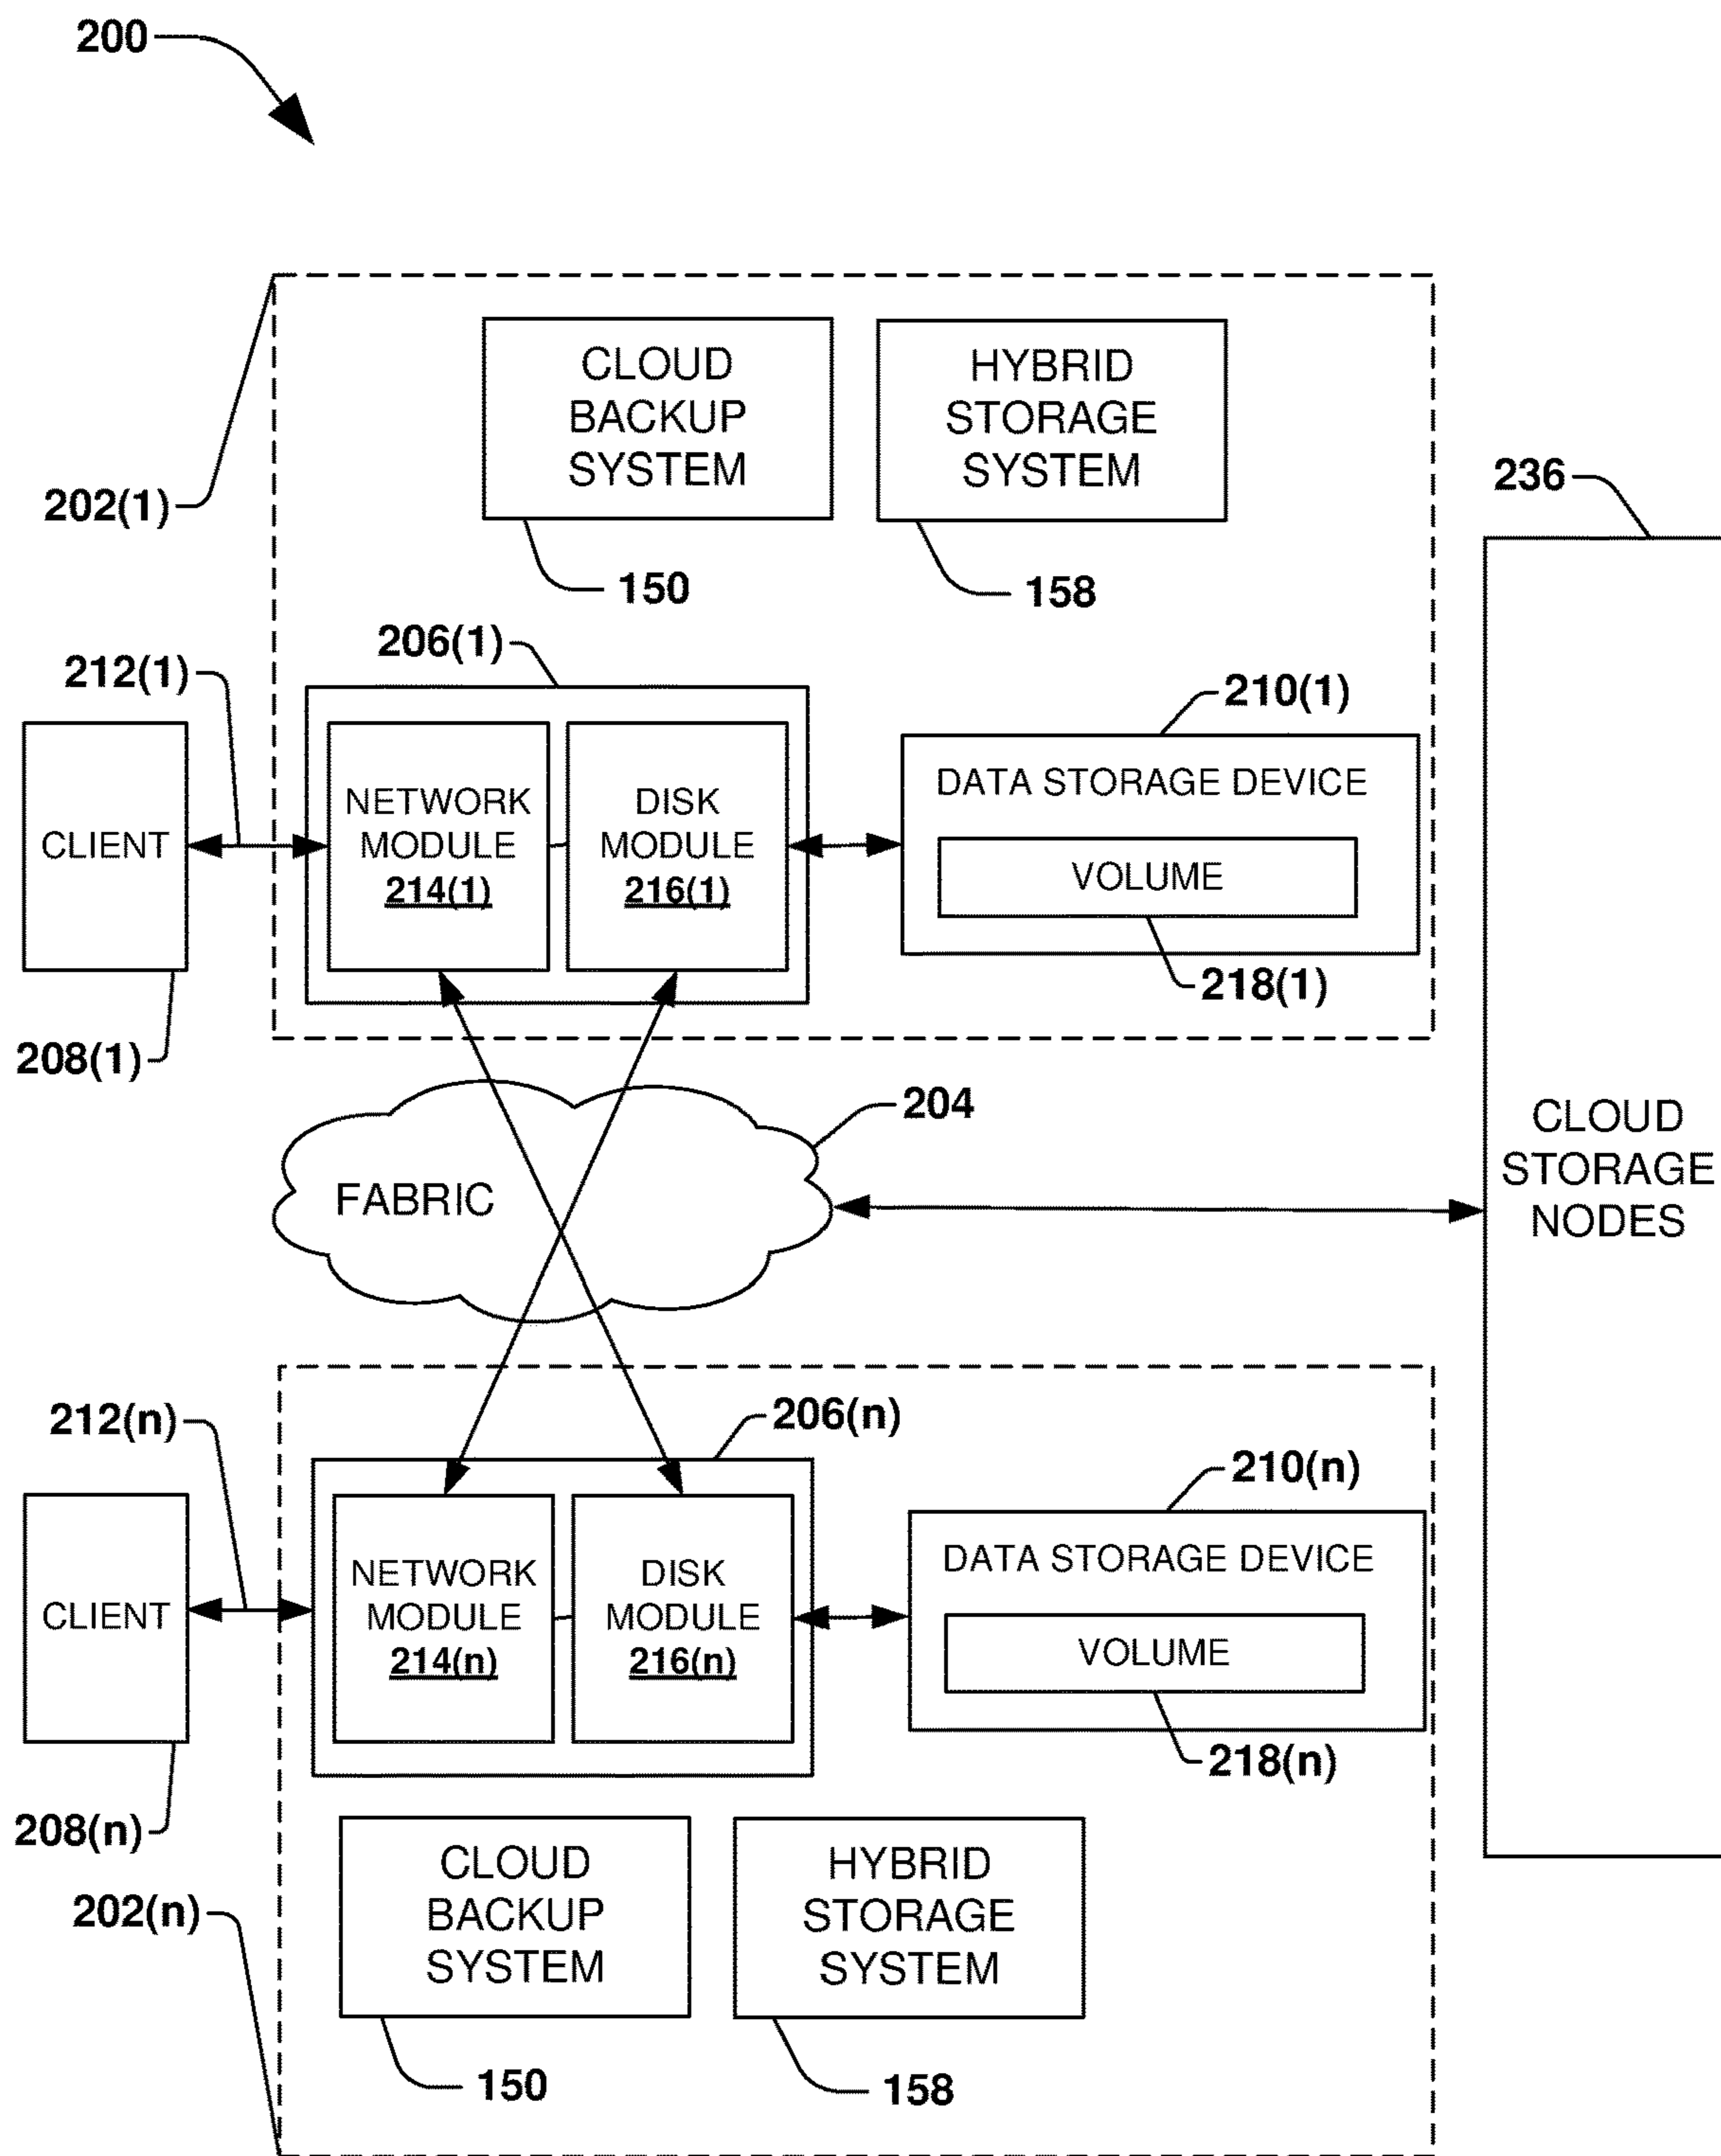 200
CLOUD
BACKUP
SYSTEM
HYBRID
STORAGE
SYSTEM
236
202(1)
150
158
206(1)
212(1)
210(1)
CLIENT
NETWORK
MODULE
214(1)
DISK
MODULE
216(1)
DATA STORAGE DEVICE
VOLUME
218(1)
208(1)
204
FABRIC
CLOUD
STORAGE
NODES
212(n)
206(n)
210(n)
CLIENT
NETWORK
MODULE
214(n)
DISK
MODULE
216(n)
DATA STORAGE DEVICE
VOLUME
218(n)
208(n)
CLOUD
BACKUP
SYSTEM
HYBRID
STORAGE
SYSTEM
202(n)
150
158